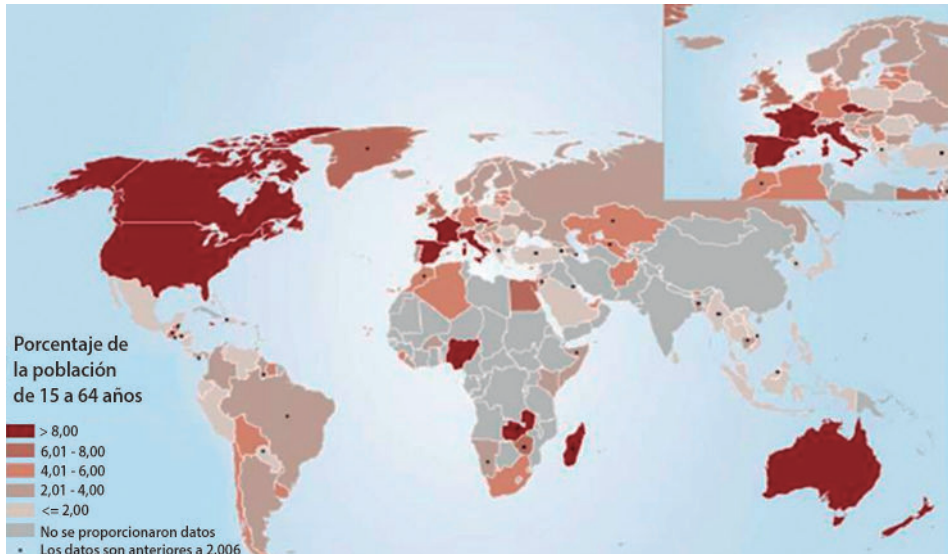 Porcentaje de
la población
de 15 a 64 años
> 8,00
6,01 - 8,00
4,01 - 6,00
2,01 - 4,00
<= 2,00
No se proporcionaron datos
• Los datos son anteriores a 2.006